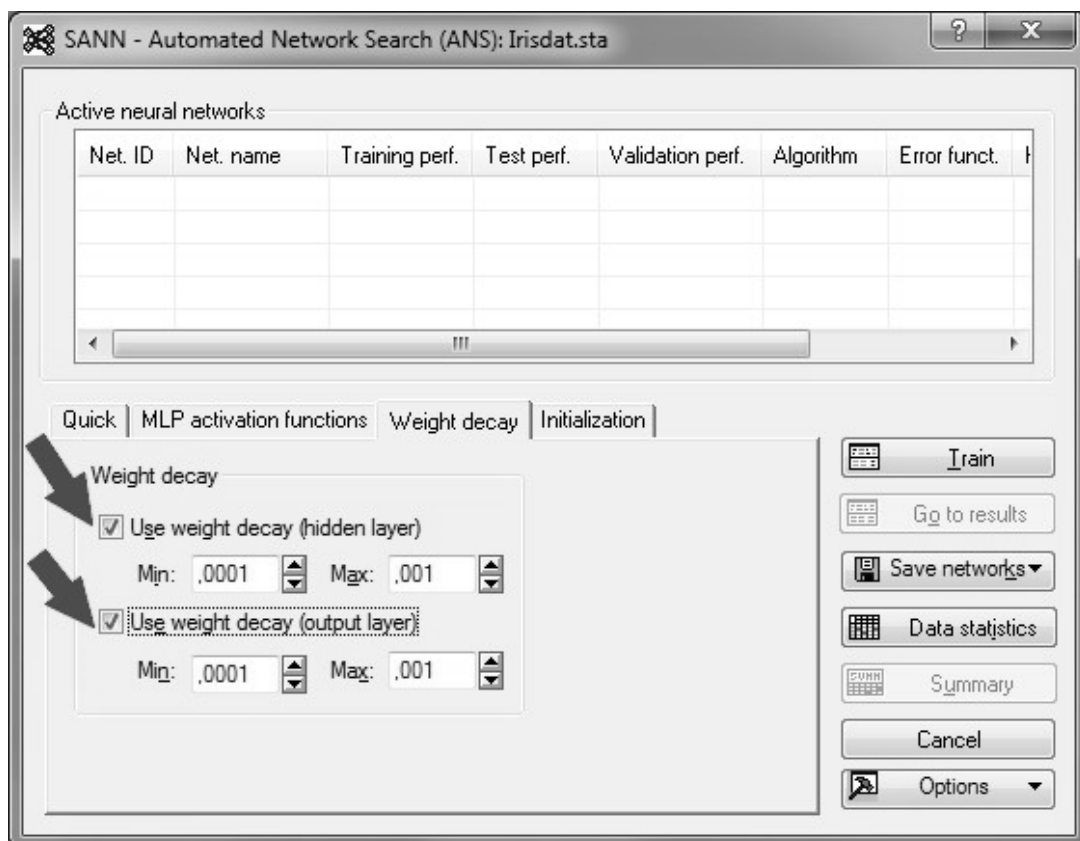 SANN - Automated Network Search (ANS): Irisdat.sta
Active neural networks
Net. ID Net. name Training perf. Test perf. Validation perf. Algorithm Error funct.
Quick MLP activation functions Weight decay Initialization
Weight decay
Use weight decay (hidden layer)
Min: ,0001 Max: ,001
Use weight decay (output layer)
Min: ,0001 Max: ,001
Train
Go to results
Save networks
Data statistics
Summary
Cancel
Options